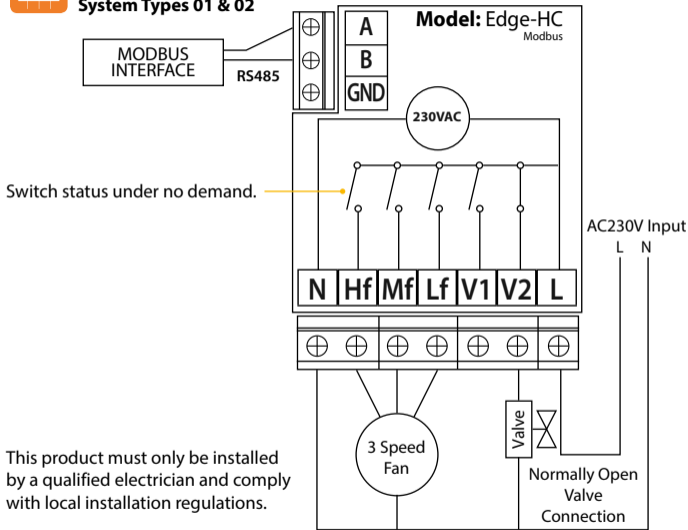 System Types 01 & 02
Model: Edge-HC
Modbus
A
B
GND
MODBUS
INTERFACE
RS485
230VAC
Switch status under no demand.
AC230V Input
L N
N Hf Mf Lf V1 V2 L
3 Speed
Fan
Valve
Normally Open
Valve
Connection
This product must only be installed
by a qualified electrician and comply
with local installation regulations.